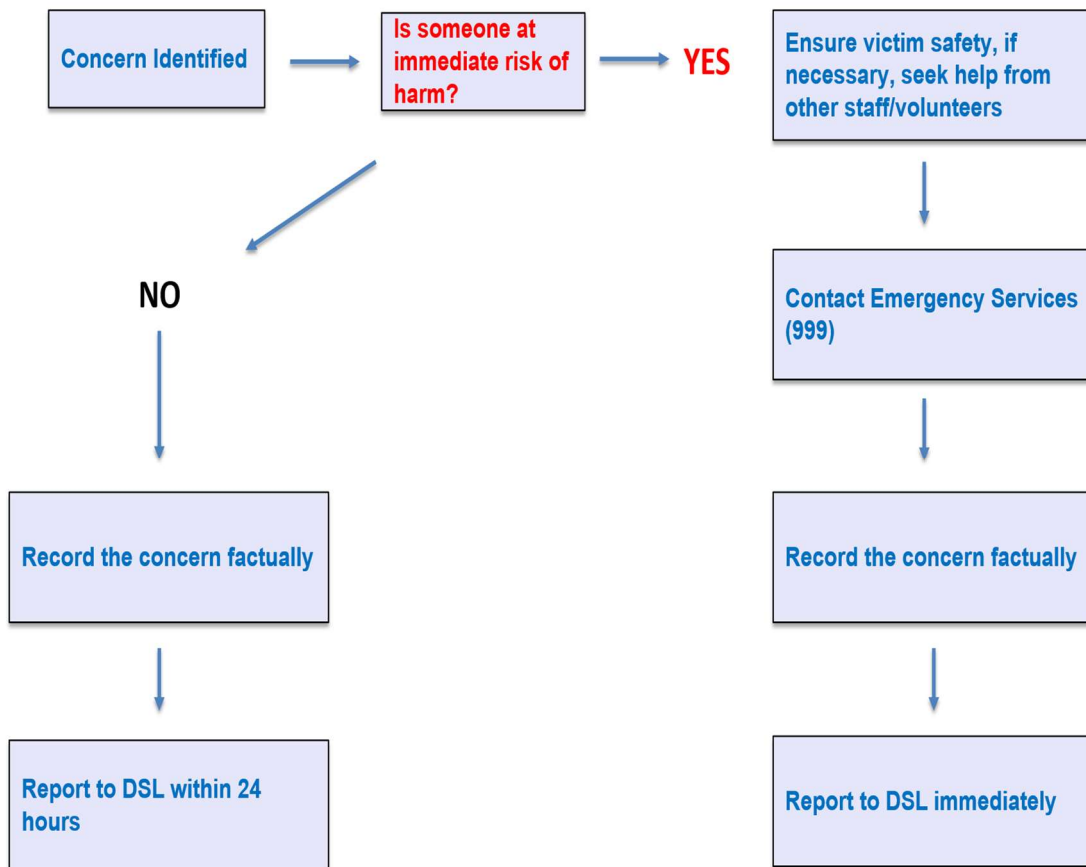 Concern Identified
Is someone at
immediate risk of
harm?
YES
Ensure victim safety, if
necessary, seek help from
other staff/volunteers
NO
Contact Emergency Services
(999)
Record the concern factually
Record the concern factually
Report to DSL within 24
hours
Report to DSL immediately